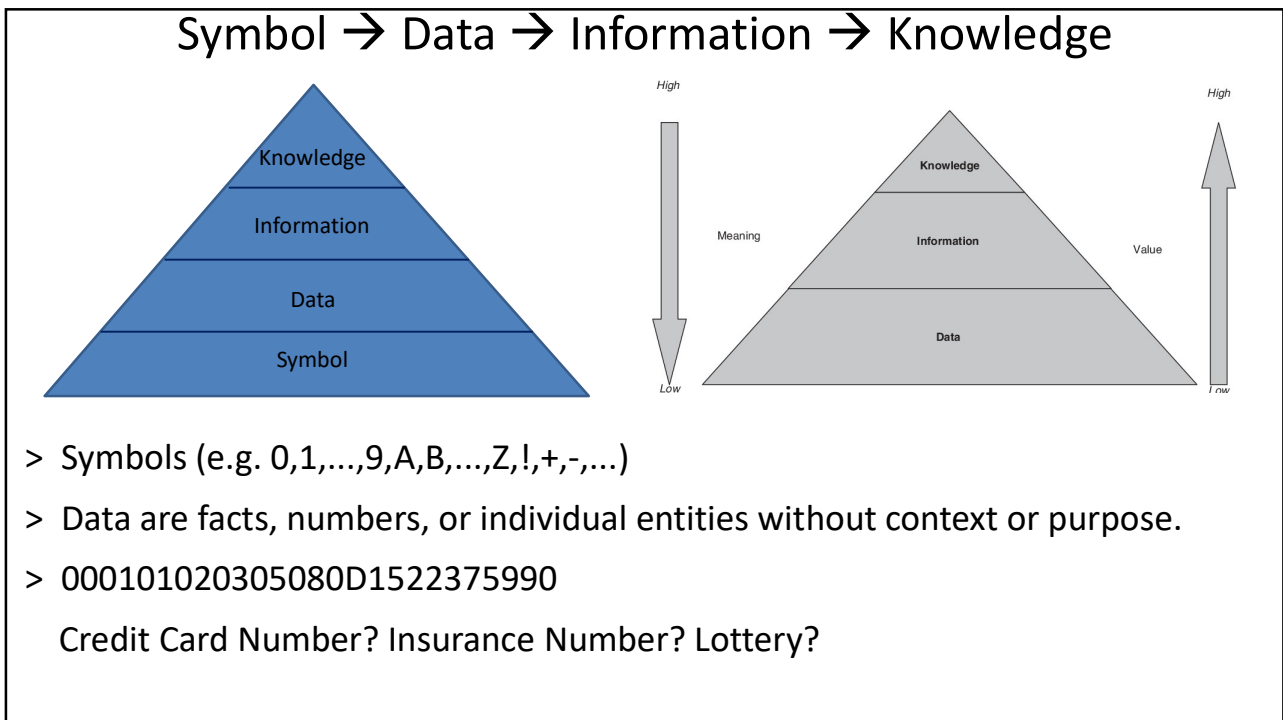 Symbol → Data → Information → Knowledge
Knowledge
Information
Data
Symbol
High
Meaning
Low
Knowledge
Information
Data
High
Value
Low
> Symbols (e.g. 0,1,...,9,A,B,...,Z,!,+,-,...)
> Data are facts, numbers, or individual entities without context or purpose.
> 000101020305080D1522375990
Credit Card Number? Insurance Number? Lottery?